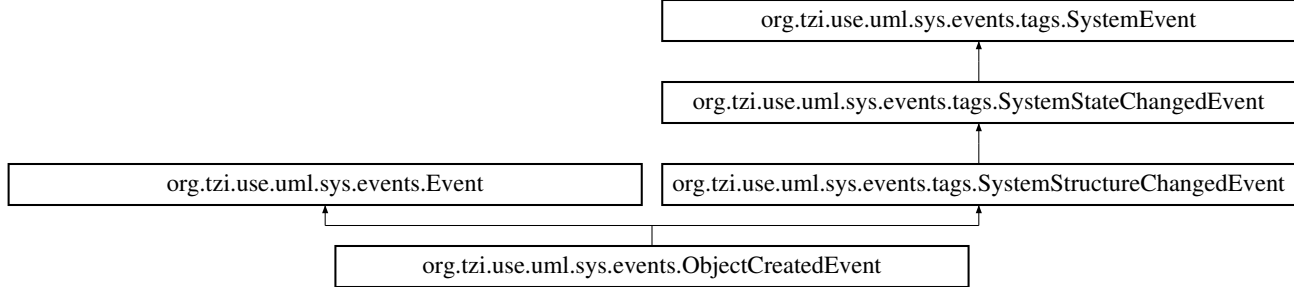 org.tzi.use.uml.sys.events.tags.SystemEvent
org.tzi.use.uml.sys.events.tags.SystemStateChangedEvent
org.tzi.use.uml.sys.events.Event
org.tzi.use.uml.sys.events.tags.SystemStructureChangedEvent
org.tzi.use.uml.sys.events.ObjectCreatedEvent